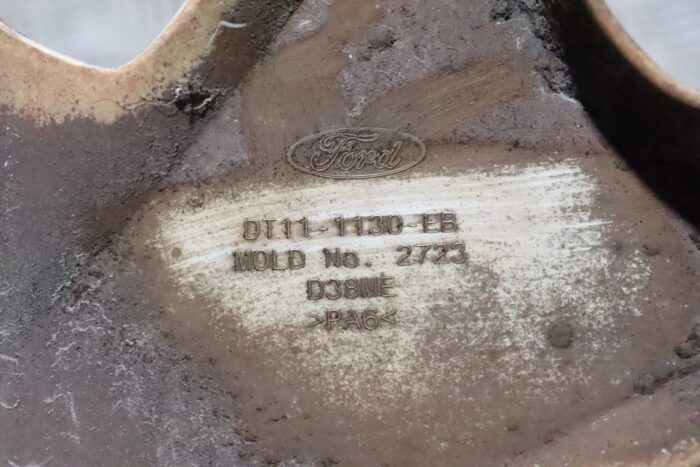 Ford
DT11-1130-EB
MOLD No. 2723
D38ME
>PA6<